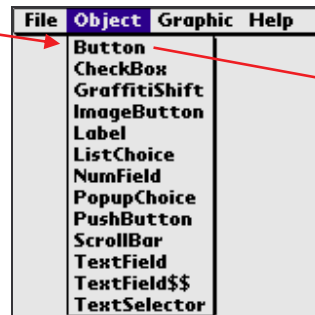 File Object Graphic Help
Button
CheckBox
GraffitiShift
ImageButton
Label
ListChoice
NumField
PopupChoice
PushButton
ScrollBar
TextField
TextField$$
TextSelector